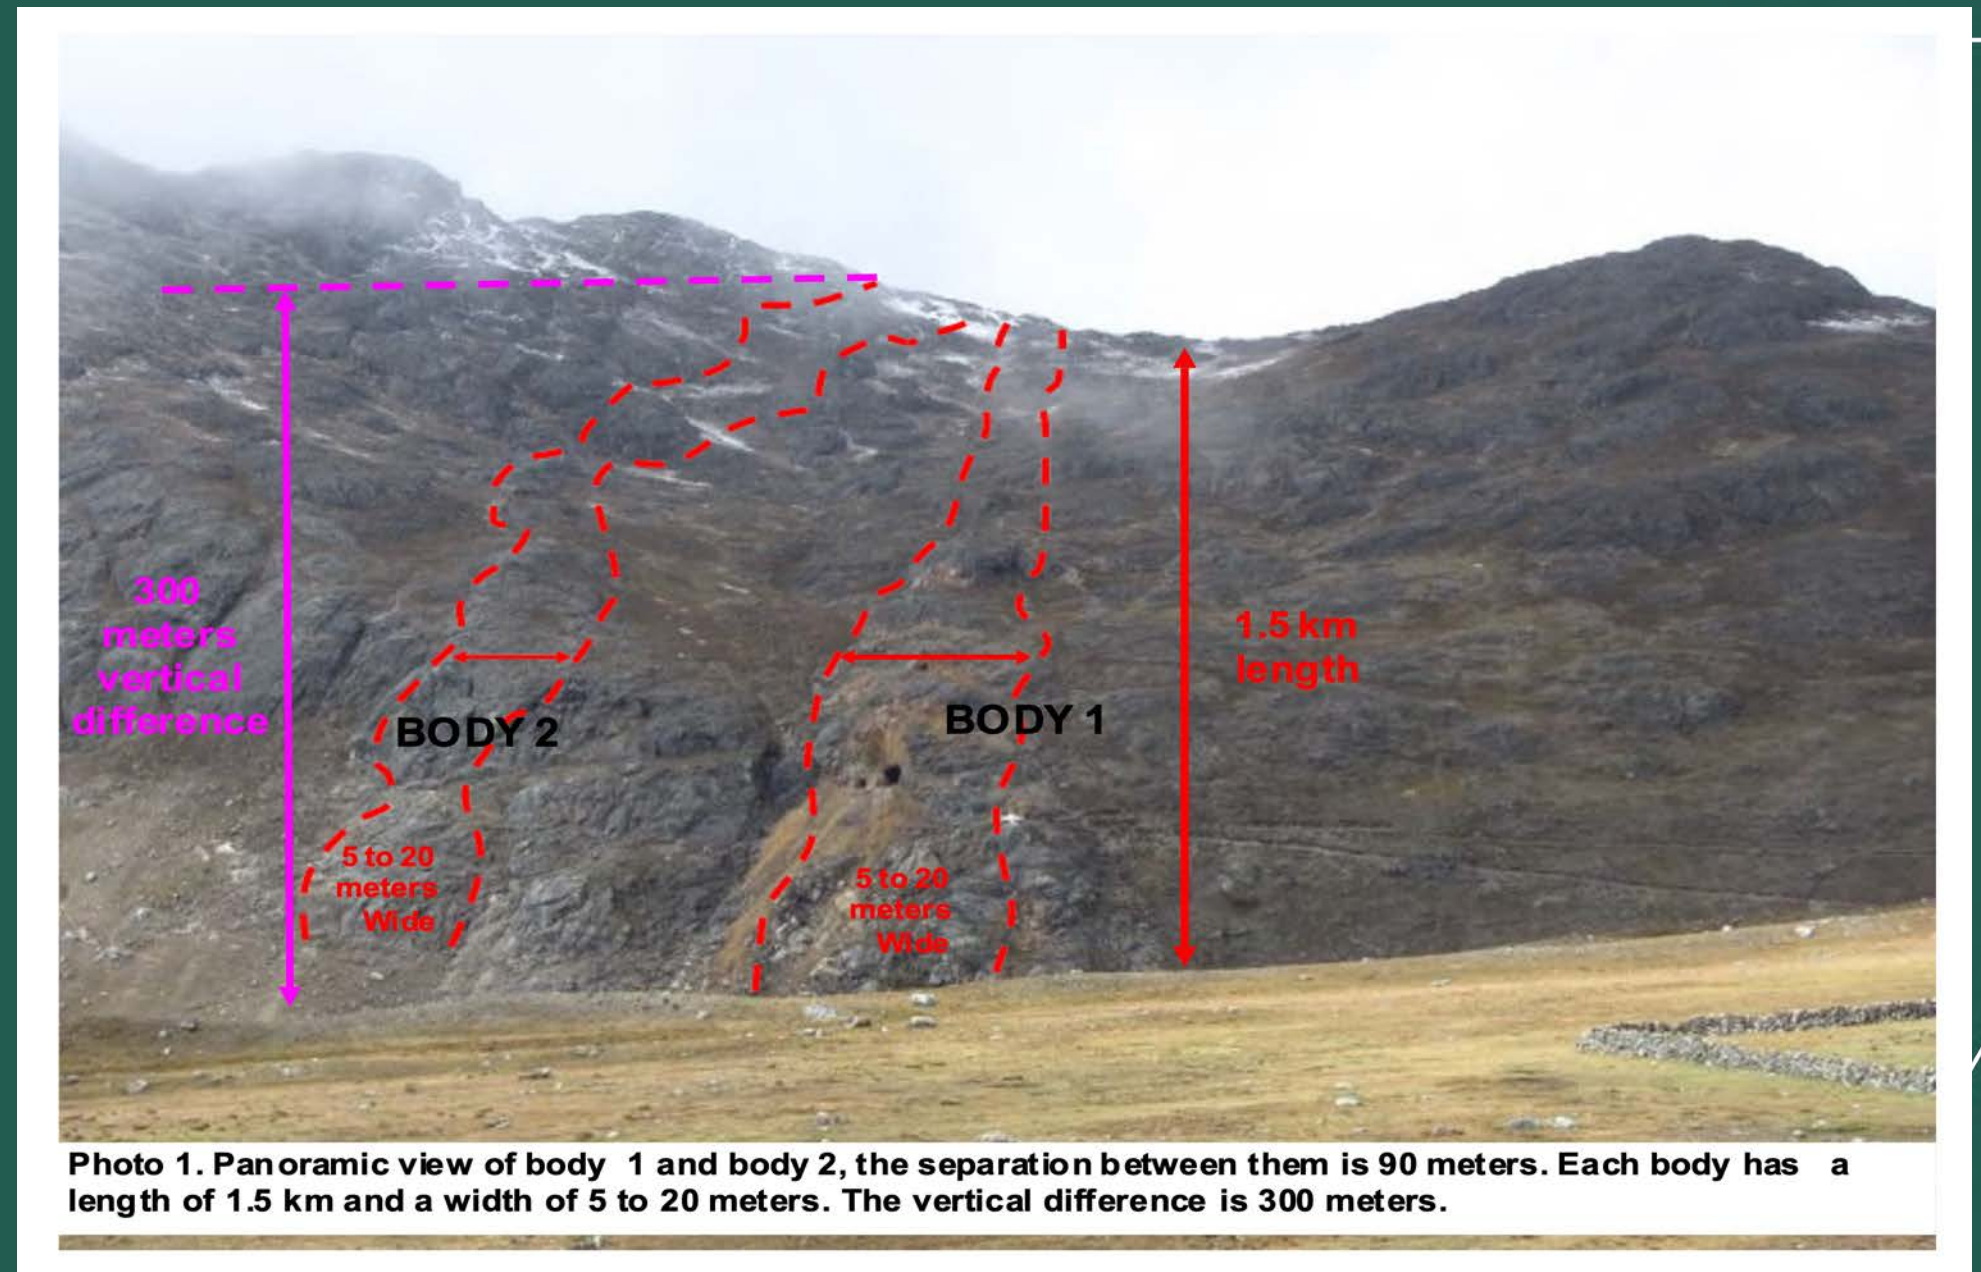 300
meters
vertical
difference
1.5 km
length
BODY 2
BODY 1
5 to 20
meters
Wide
5 to 20
meters
Wide
Photo 1. Panoramic view of body 1 and body 2, the separation between them is 90 meters. Each body has a
length of 1.5 km and a width of 5 to 20 meters. The vertical difference is 300 meters.